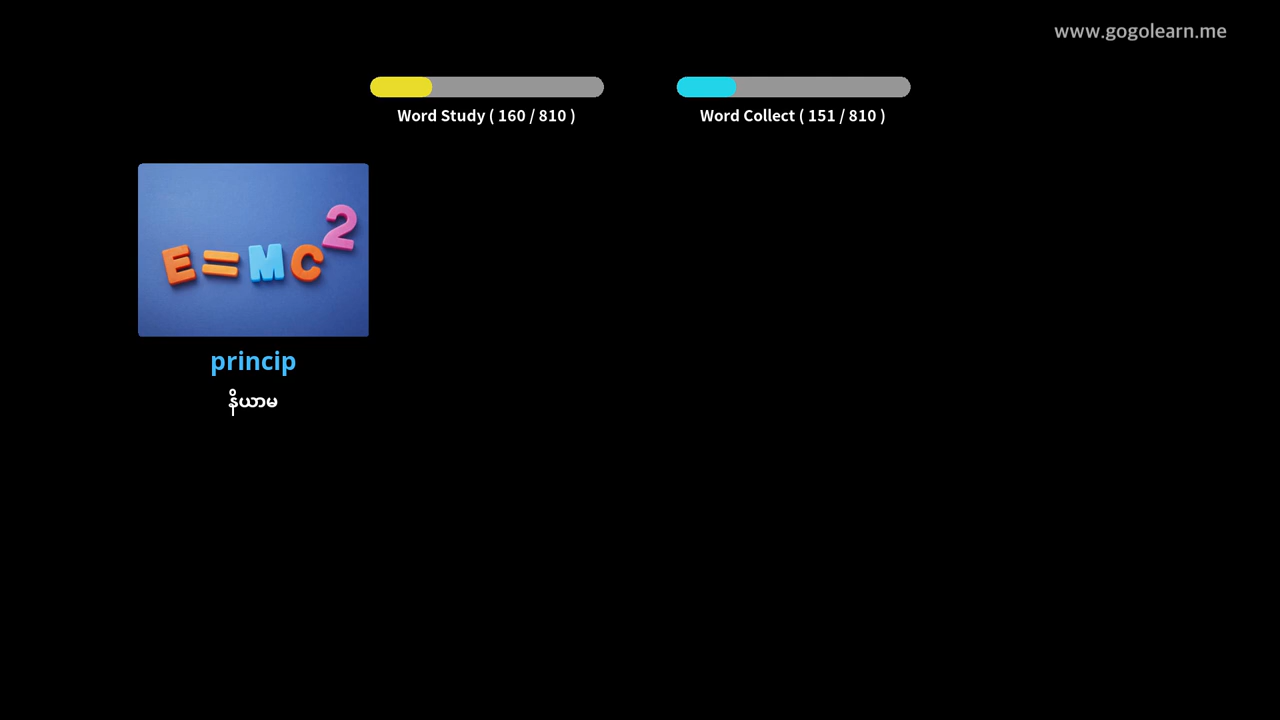 www.gogolearn.me
Word Study ( 160 / 810 )
Word Collect ( 151 / 810 )
E=MC²
princip
နိယာမ